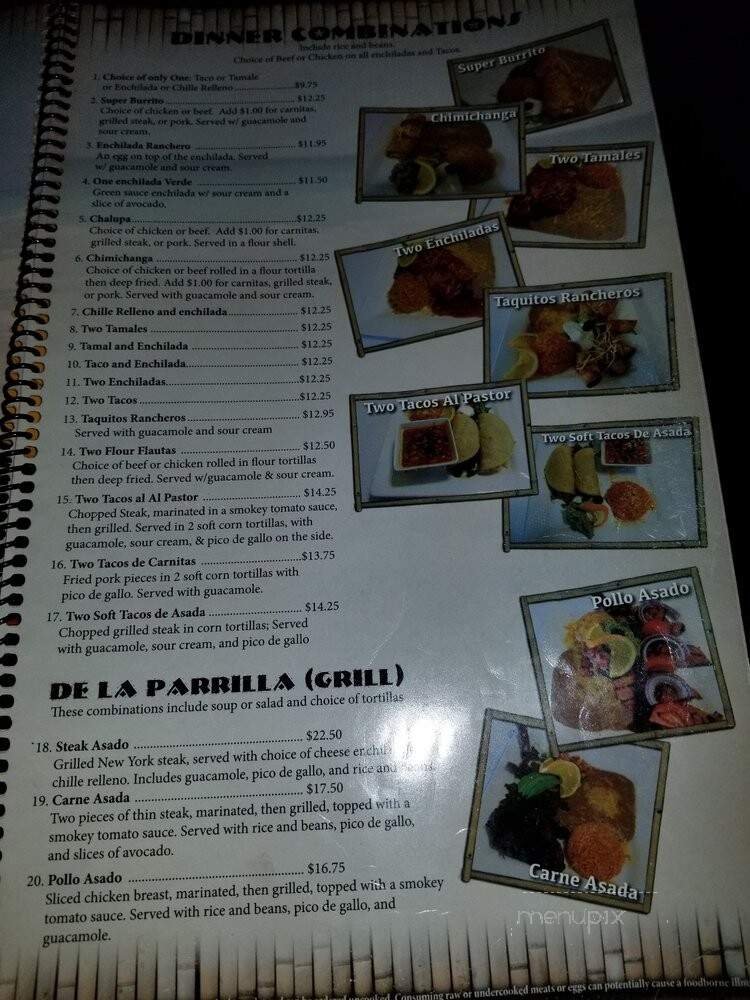 DINNER COMBINATIONS
Include rice and beans.
Choice of Beef or Chicken on all enchiladas and Tacos.
1. Choice of only One: Taco or Tamale
or Enchilada or Chille Relleno $9.75
2. Super Burrito $12.25
Choice of chicken or beef. Add $1.00 for carnitas,
grilled steak, or pork. Served w/ guacamole and
sour cream.
3. Enchilada Ranchero $11.95
An egg on top of the enchilada. Served
w/ guacamole and sour cream.
4. One enchilada Verde $11.50
Green sauce enchilada w/ sour cream and a
slice of avocado.
5. Chalupa $12.25
Choice of chicken or beef. Add $1.00 for carnitas,
grilled steak, or pork. Served in a flour shell.
6. Chimichanga $12.25
Choice of chicken or beef rolled in a flour tortilla
then deep fried. Add $1.00 for carnitas, grilled steak,
or pork. Served with guacamole and sour cream.
7. Chille Relleno and enchilada $12.25
8. Two Tamales $12.25
9. Tamal and Enchilada $12.25
10. Taco and Enchilada $12.25
11. Two Enchiladas $12.25
12. Two Tacos $12.25
13. Taquitos Rancheros $12.95
Served with guacamole and sour cream
14. Two Flour Flautas $12.50
Choice of beef or chicken rolled in flour tortillas
then deep fried. Served w/guacamole & sour cream.
15. Two Tacos al Al Pastor $14.25
Chopped Steak, marinated in a smokey tomato sauce,
then grilled. Served in 2 soft corn tortillas, with
guacamole, sour cream, & pico de gallo on the side.
16. Two Tacos de Carnitas $13.75
Fried pork pieces in 2 soft corn tortillas with
pico de gallo. Served with guacamole.
17. Two Soft Tacos de Asada $14.25
Chopped grilled steak in corn tortillas; Served
with guacamole, sour cream, and pico de gallo
DE LA PARRILLA (GRILL)
These combinations include soup or salad and choice of tortillas
18. Steak Asado $22.50
Grilled New York steak, served with choice of cheese
chille relleno. Includes guacamole, pico de gallo, and rice and beans.
19. Carne Asada $17.50
Two pieces of thin steak, marinated, then grilled, topped with a
smokey tomato sauce. Served with rice and beans, pico de gallo,
and slices of avocado.
20. Pollo Asado $16.75
Sliced chicken breast, marinated, then grilled, topped with a smokey
tomato sauce. Served with rice and beans, pico de gallo, and
guacamole.
Super Burrito
Chimichanga
Two Tamales
Two Enchiladas
Taquitos Rancheros
Two Tacos Al Pastor
Two Soft Tacos De Asada
Pollo Asado
Carne Asada
menupix
Consuming raw or undercooked meats or eggs can potentially cause a foodborne